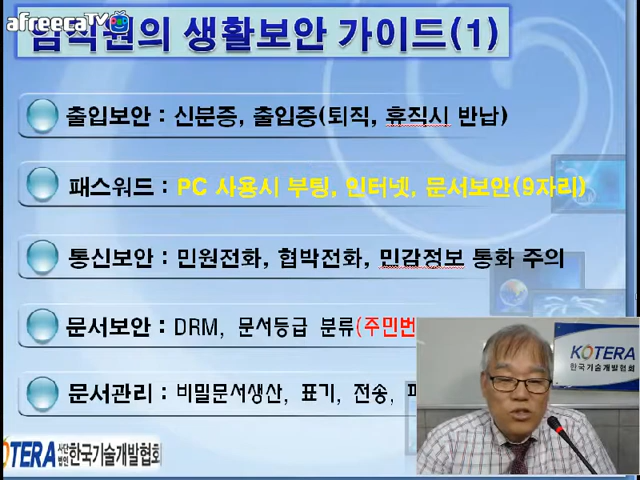 afreecaTV
임직원의 생활보안 가이드(1)
출입보안 : 신분증, 출입증(퇴직, 휴직시 반납)
패스워드 : PC 사용시 부팅, 인터넷, 문서보안(9자리)
통신보안 : 민원전화, 협박전화, 민감정보 통화 주의
문서보안 : DRM, 문서등급 분류(주민번
문서관리 : 비밀문서생산, 표기, 전송,
KOTERA
한국기술개발협회
KOTERA 사단법인 한국기술개발협회